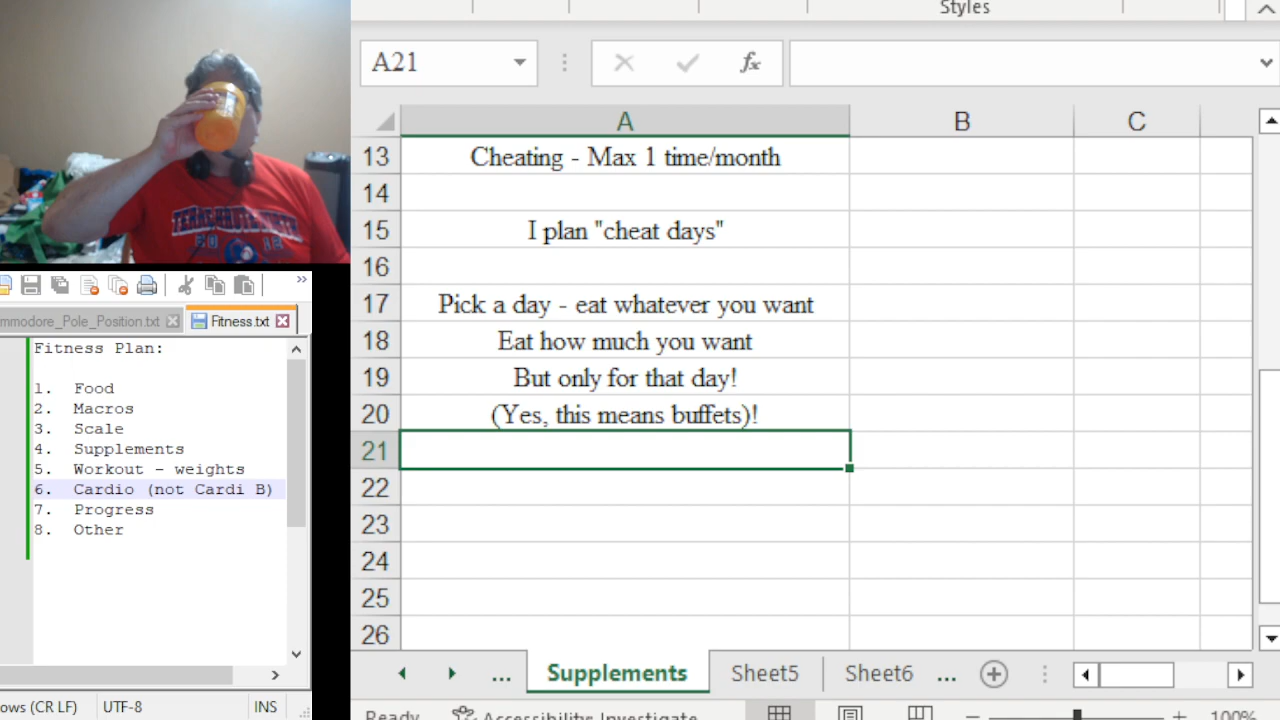 Styles
A21
fx
A B C
13 Cheating - Max 1 time/month
14
15 I plan "cheat days"
16
17 Pick a day - eat whatever you want
18 Eat how much you want
19 But only for that day!
20 (Yes, this means buffets)!
21
22
23
24
25
26
... Supplements Sheet5 Sheet6 ...
Ready Accessibility: Investigate 100%
mmodore_Pole_Position.txt Fitness.txt
Fitness Plan:
1. Food
2. Macros
3. Scale
4. Supplements
5. Workout - weights
6. Cardio (not Cardi B)
7. Progress
8. Other
ows (CR LF) UTF-8 INS